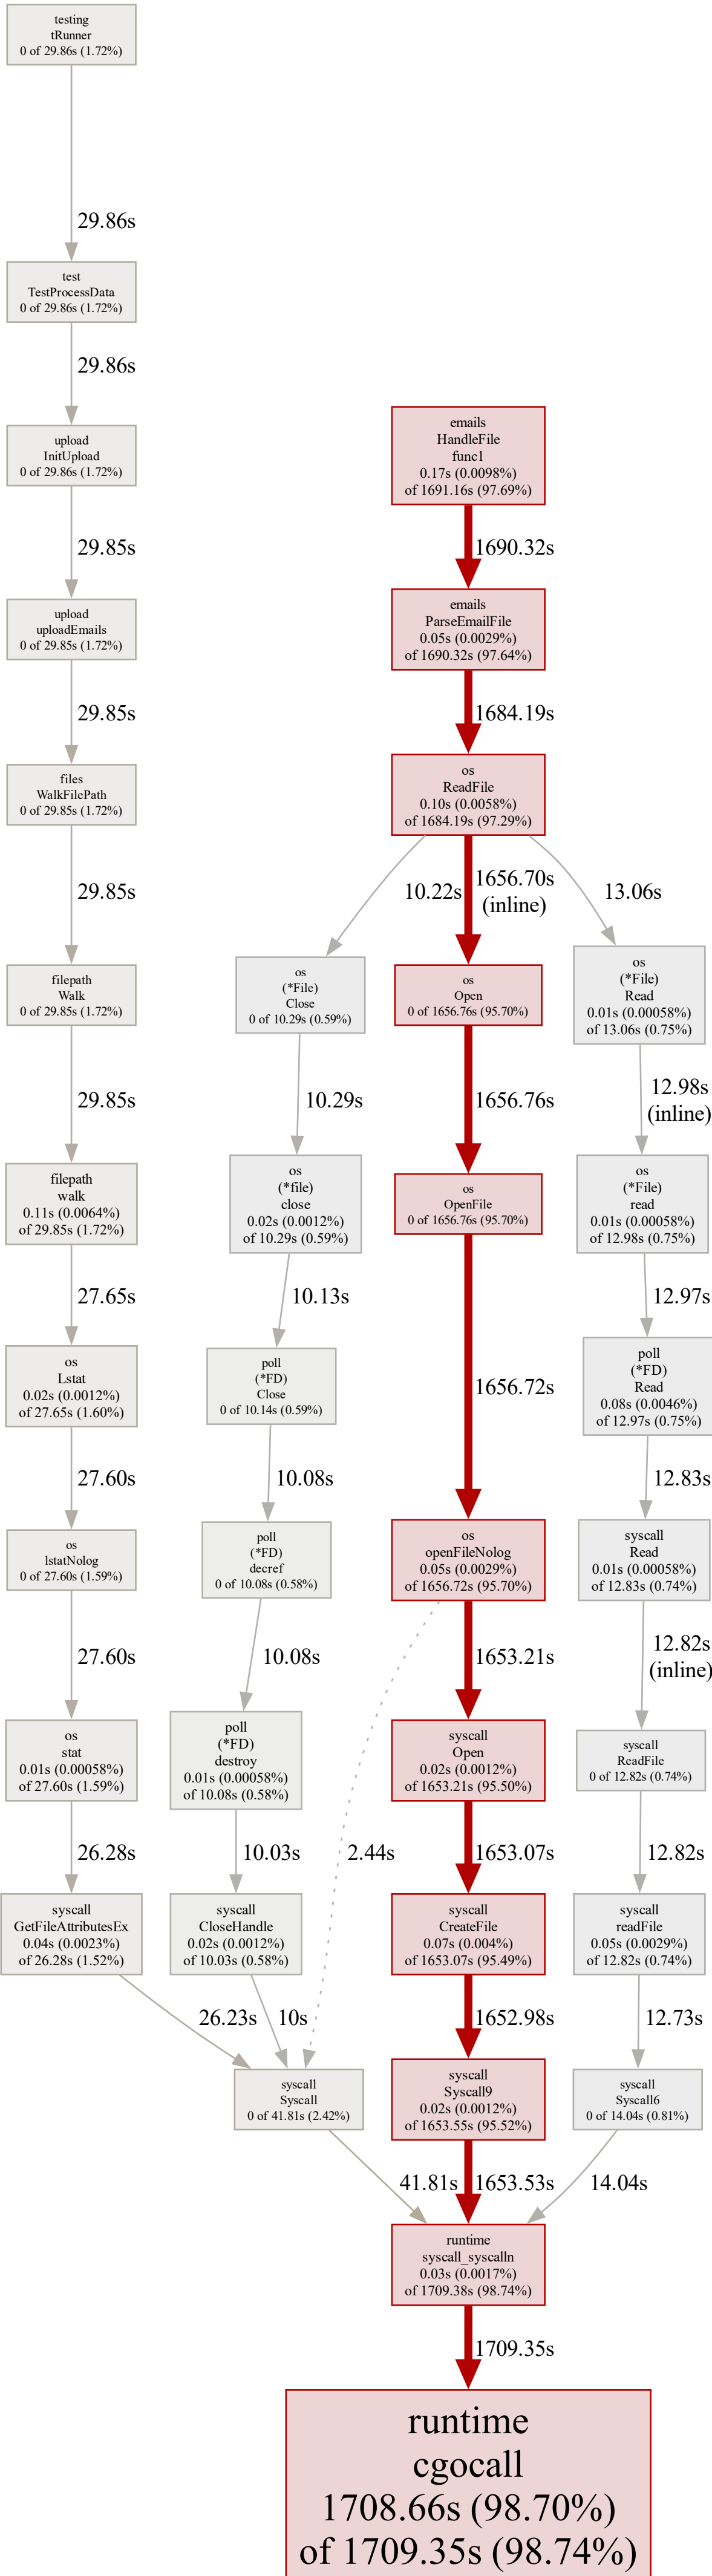 testing
tRunner
0 of 29.86s (1.72%)
29.86s
test
TestProcessData
0 of 29.86s (1.72%)
29.86s
upload
InitUpload
0 of 29.86s (1.72%)
29.85s
upload
uploadEmails
0 of 29.85s (1.72%)
29.85s
files
WalkFilePath
0 of 29.85s (1.72%)
29.85s
filepath
Walk
0 of 29.85s (1.72%)
29.85s
filepath
walk
0.11s (0.0064%)
of 29.85s (1.72%)
27.65s
os
Lstat
0.02s (0.0012%)
of 27.65s (1.60%)
27.60s
os
lstatNolog
0 of 27.60s (1.59%)
27.60s
os
stat
0.01s (0.00058%)
of 27.60s (1.59%)
26.28s
syscall
GetFileAttributesEx
0.04s (0.0023%)
of 26.28s (1.52%)
26.23s
emails
HandleFile
func1
0.17s (0.0098%)
of 1691.16s (97.69%)
1690.32s
emails
ParseEmailFile
0.05s (0.0029%)
of 1690.32s (97.64%)
1684.19s
os
ReadFile
0.10s (0.0058%)
of 1684.19s (97.29%)
10.22s
1656.70s
(inline)
13.06s
os
(*File)
Close
0 of 10.29s (0.59%)
10.29s
os
(*file)
close
0.02s (0.0012%)
of 10.29s (0.59%)
10.13s
poll
(*FD)
Close
0 of 10.14s (0.59%)
10.08s
poll
(*FD)
decref
0 of 10.08s (0.58%)
10.08s
poll
(*FD)
destroy
0.01s (0.00058%)
of 10.08s (0.58%)
10.03s
syscall
CloseHandle
0.02s (0.0012%)
of 10.03s (0.58%)
10s
os
Open
0 of 1656.76s (95.70%)
1656.76s
os
OpenFile
0 of 1656.76s (95.70%)
1656.72s
os
openFileNolog
0.05s (0.0029%)
of 1656.72s (95.70%)
2.44s
1653.21s
syscall
Open
0.02s (0.0012%)
of 1653.21s (95.50%)
1653.07s
syscall
CreateFile
0.07s (0.004%)
of 1653.07s (95.49%)
1652.98s
os
(*File)
Read
0.01s (0.00058%)
of 13.06s (0.75%)
12.98s
(inline)
os
(*File)
read
0.01s (0.00058%)
of 12.98s (0.75%)
12.97s
poll
(*FD)
Read
0.08s (0.0046%)
of 12.97s (0.75%)
12.83s
syscall
Read
0.01s (0.00058%)
of 12.83s (0.74%)
12.82s
(inline)
syscall
ReadFile
0 of 12.82s (0.74%)
12.82s
syscall
readFile
0.05s (0.0029%)
of 12.82s (0.74%)
12.73s
syscall
Syscall
0 of 41.81s (2.42%)
41.81s
syscall
Syscall9
0.02s (0.0012%)
of 1653.55s (95.52%)
1653.53s
syscall
Syscall6
0 of 14.04s (0.81%)
14.04s
runtime
syscall_syscalln
0.03s (0.0017%)
of 1709.38s (98.74%)
1709.35s
runtime
cgocall
1708.66s (98.70%)
of 1709.35s (98.74%)